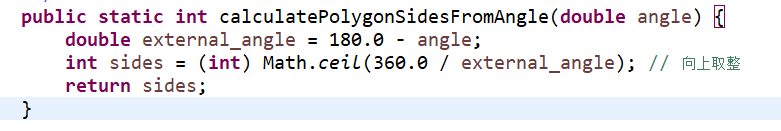 public static int calculatePolygonSidesFromAngle(double angle) {
    double external_angle = 180.0 - angle;
    int sides = (int) Math.ceil(360.0 / external_angle); // 向上取整
    return sides;
}